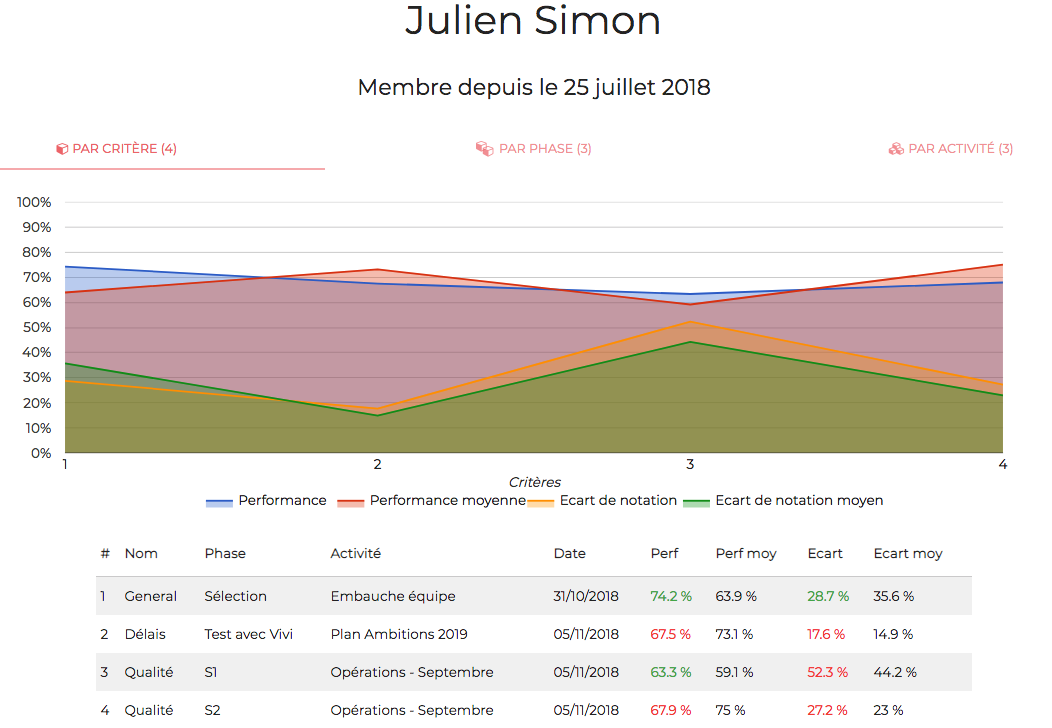 Julien Simon
Membre depuis le 25 juillet 2018
PAR CRITÈRE (4) PAR PHASE (3) PAR ACTIVITÉ (3)
100%
90%
80%
70%
60%
50%
40%
30%
20%
10%
0%
1 2 3 4
Critères
Performance Performance moyenne Ecart de notation Ecart de notation moyen
# Nom Phase Activité Date Perf Perf moy Ecart Ecart moy
1 General Sélection Embauche équipe 31/10/2018 74.2 % 63.9 % 28.7 % 35.6 %
2 Délais Test avec Vivi Plan Ambitions 2019 05/11/2018 67.5 % 73.1 % 17.6 % 14.9 %
3 Qualité S1 Opérations - Septembre 05/11/2018 63.3 % 59.1 % 52.3 % 44.2 %
4 Qualité S2 Opérations - Septembre 05/11/2018 67.9 % 75 % 27.2 % 23 %